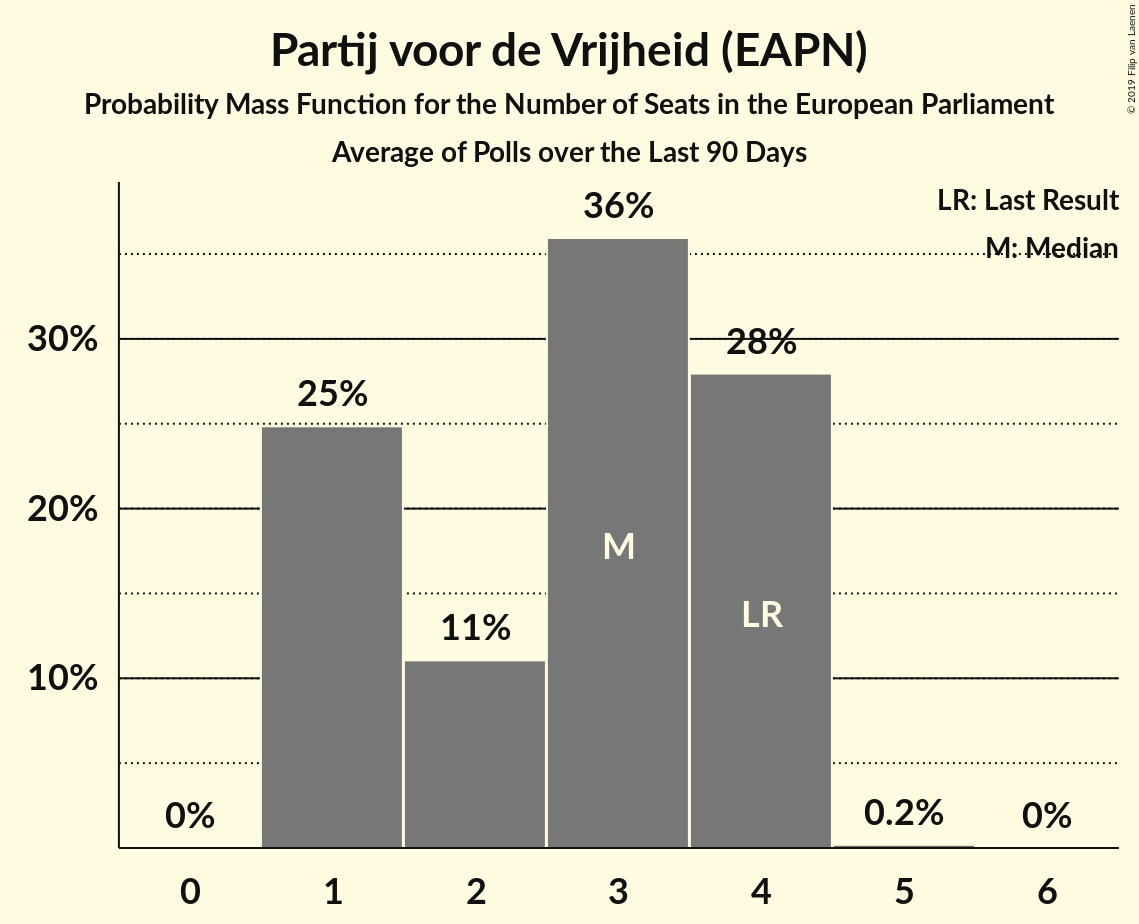 Partij voor de Vrijheid (EAPN)
Probability Mass Function for the Number of Seats in the European Parliament
Average of Polls over the Last 90 Days
© 2019 Filip van Laenen
LR: Last Result
M: Median
36%
30%
28%
25%
20%
M
LR
11%
10%
0%
0.2%
0%
0 1 2 3 4 5 6